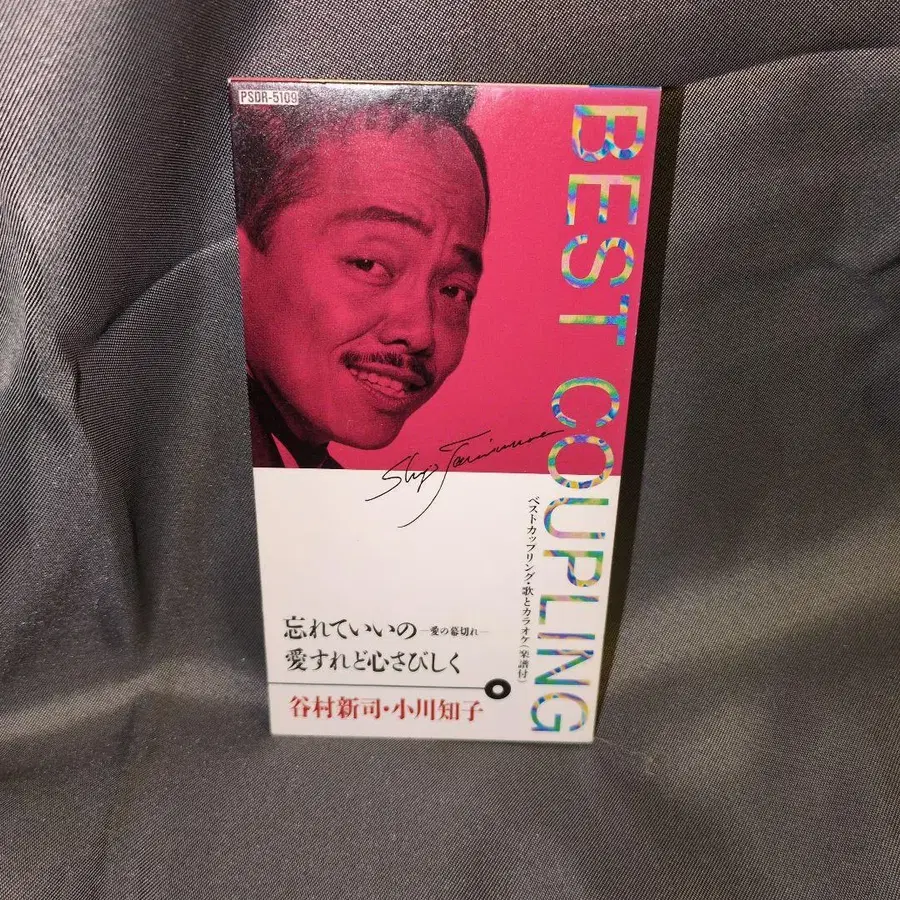 PSDR-5109
BEST COUPLING
ベストカップリング・歌とカラオケ(楽譜付)
忘れていいの —愛の幕切れ—
愛すれど心さびしく
谷村新司・小川知子